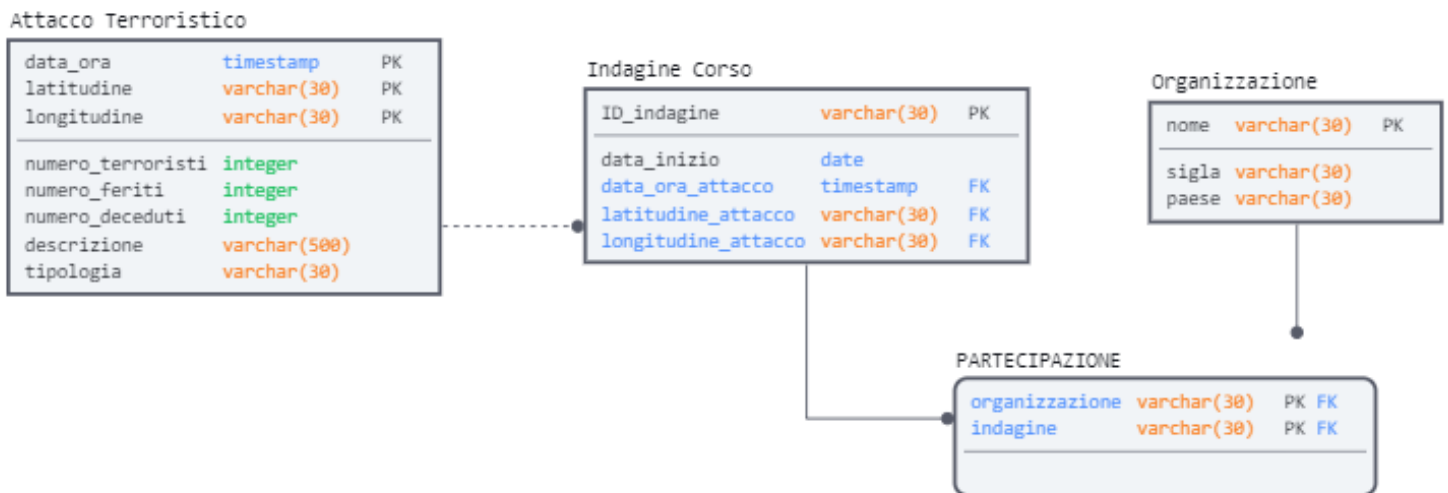 Attacco Terroristico
data_ora timestamp PK
latitudine varchar(30) PK
longitudine varchar(30) PK
numero_terroristi integer
numero_feriti integer
numero_deceduti integer
descrizione varchar(500)
tipologia varchar(30)
Indagine Corso
ID_indagine varchar(30) PK
data_inizio date
data_ora_attacco timestamp FK
latitudine_attacco varchar(30) FK
longitudine_attacco varchar(30) FK
Organizzazione
nome varchar(30) PK
sigla varchar(30)
paese varchar(30)
PARTECIPAZIONE
organizzazione varchar(30) PK FK
indagine varchar(30) PK FK